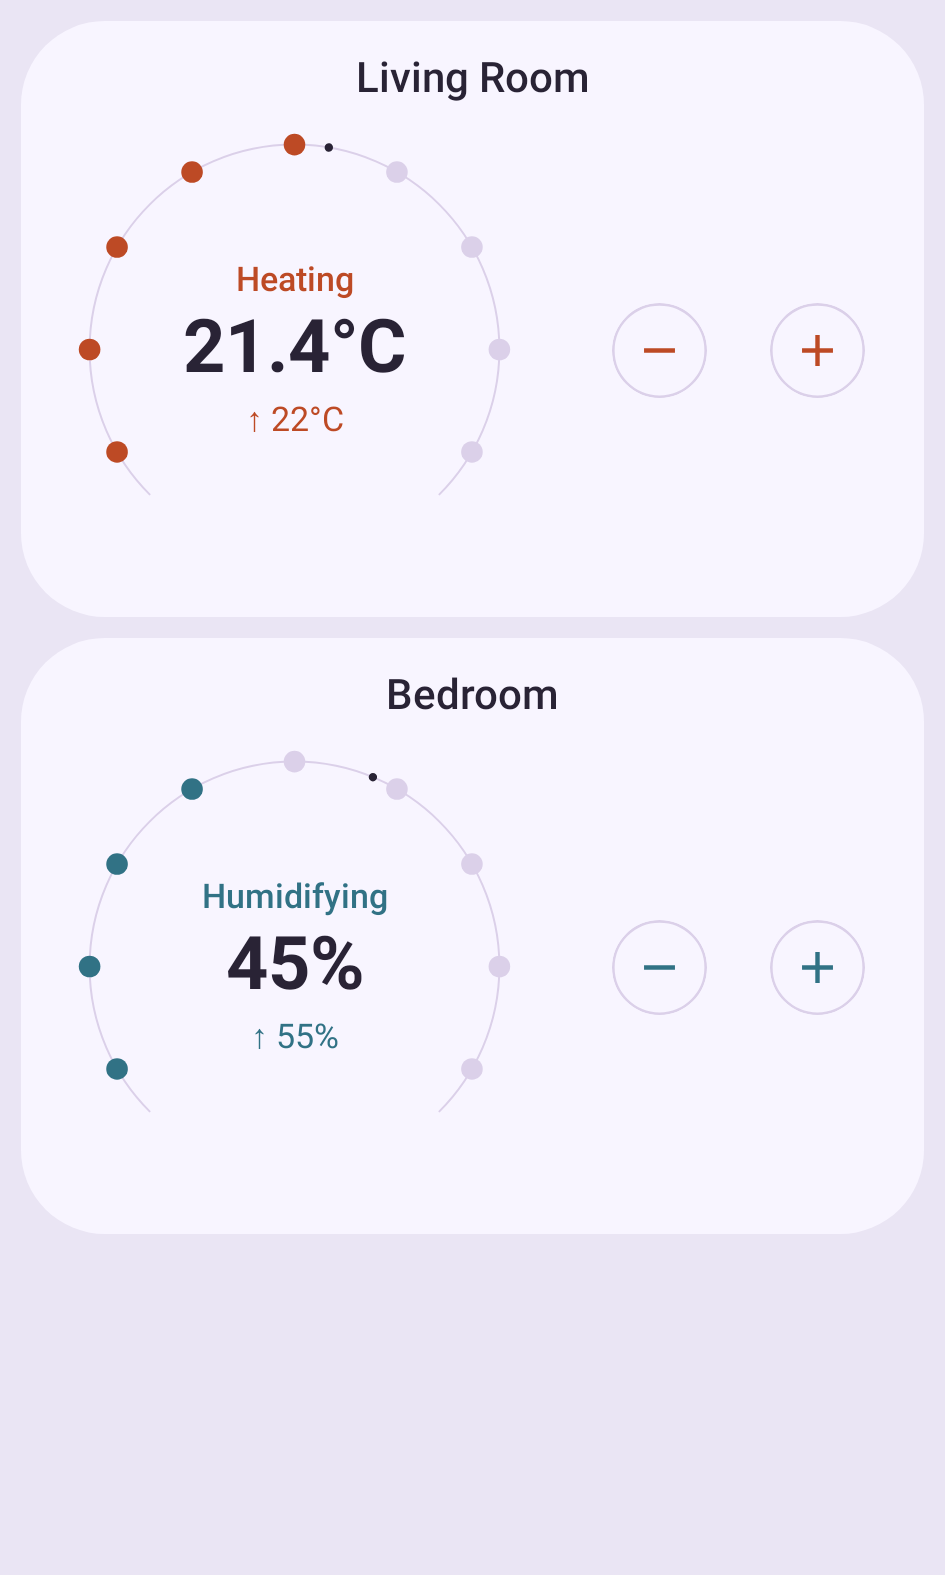 Living Room
Heating
21.4°C
↑ 22°C
Bedroom
Humidifying
45%
↑ 55%